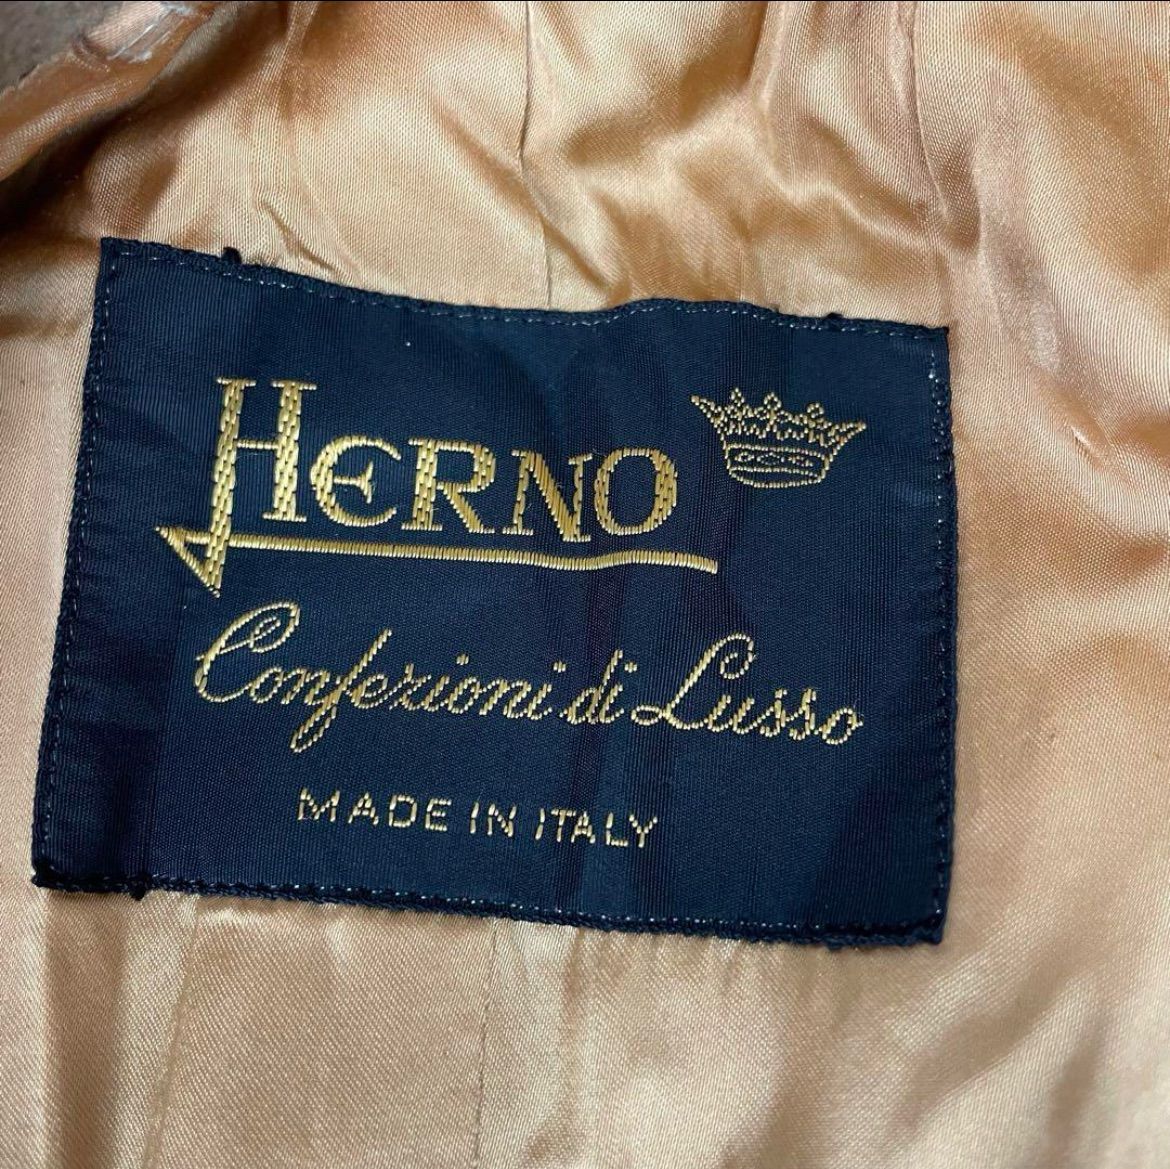 HERNO
Confezioni di Lusso
MADE IN ITALY